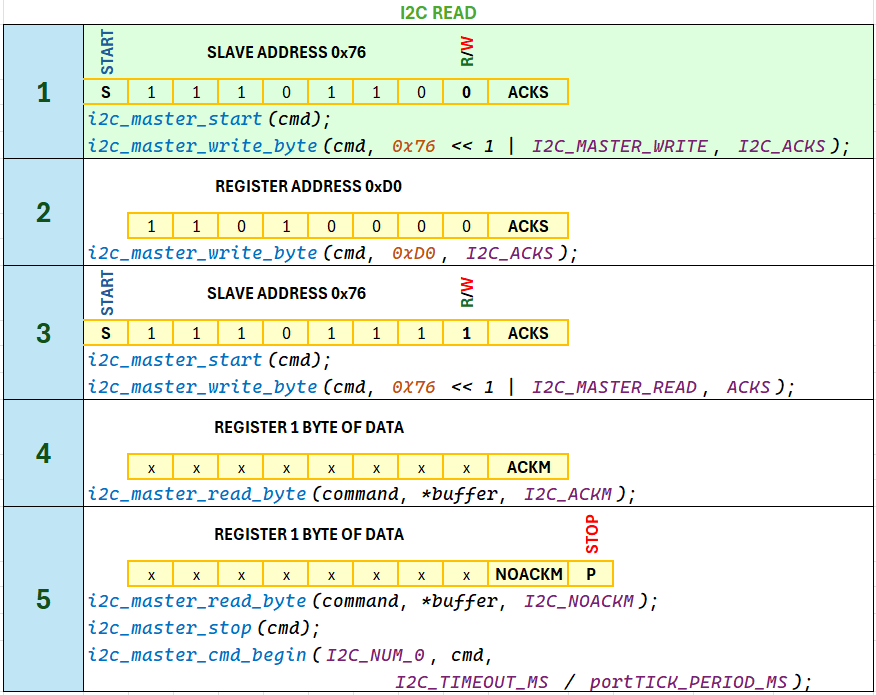 I2C READ
1
START
SLAVE ADDRESS 0x76
R/W
S 1 1 1 0 1 1 0 0 ACKS
i2c_master_start(cmd);
i2c_master_write_byte(cmd, 0x76 << 1 | I2C_MASTER_WRITE, I2C_ACKS);
2
REGISTER ADDRESS 0xD0
1 1 0 1 0 0 0 0 ACKS
i2c_master_write_byte(cmd, 0xD0, I2C_ACKS);
3
START
SLAVE ADDRESS 0x76
R/W
S 1 1 1 0 1 1 1 1 ACKS
i2c_master_start(cmd);
i2c_master_write_byte(cmd, 0X76 << 1 | I2C_MASTER_READ, ACKS);
4
REGISTER 1 BYTE OF DATA
x x x x x x x x ACKM
i2c_master_read_byte(command, *buffer, I2C_ACKM);
5
REGISTER 1 BYTE OF DATA
STOP
x x x x x x x x NOACKM P
i2c_master_read_byte(command, *buffer, I2C_NOACKM);
i2c_master_stop(cmd);
i2c_master_cmd_begin(I2C_NUM_0, cmd,
I2C_TIMEOUT_MS / portTICK_PERIOD_MS);